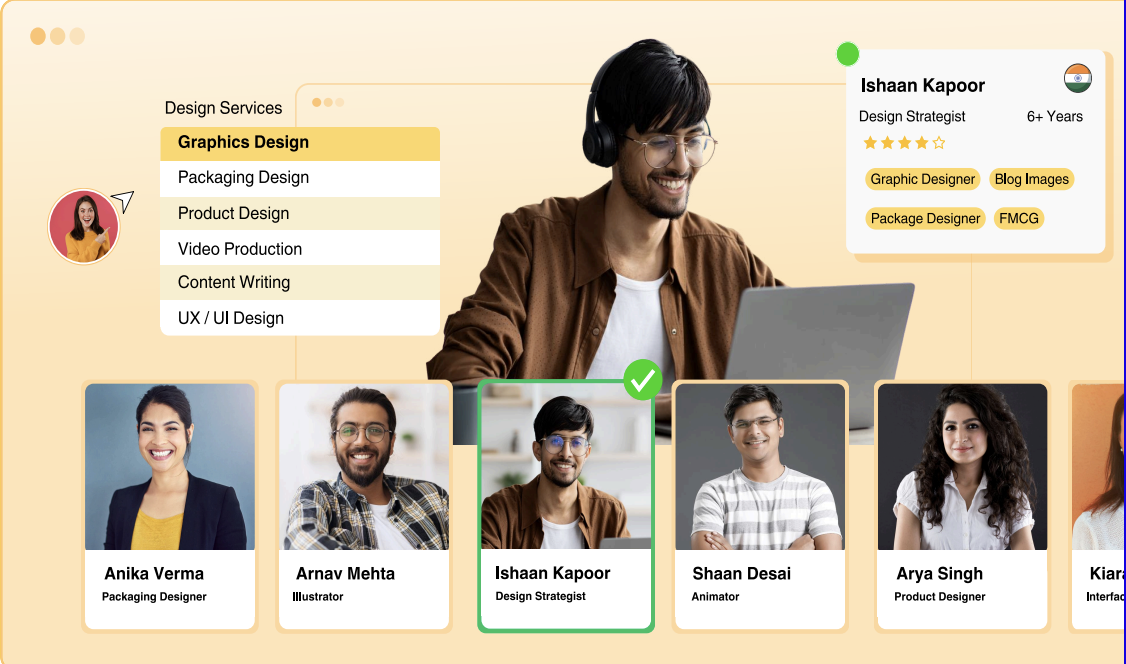 Design Services
Graphics Design
Packaging Design
Product Design
Video Production
Content Writing
UX / UI Design
Ishaan Kapoor
Design Strategist 6+ Years
Graphic Designer Blog Images
Package Designer FMCG
Anika Verma
Packaging Designer
Arnav Mehta
Illustrator
Ishaan Kapoor
Design Strategist
Shaan Desai
Animator
Arya Singh
Product Designer
Kiara